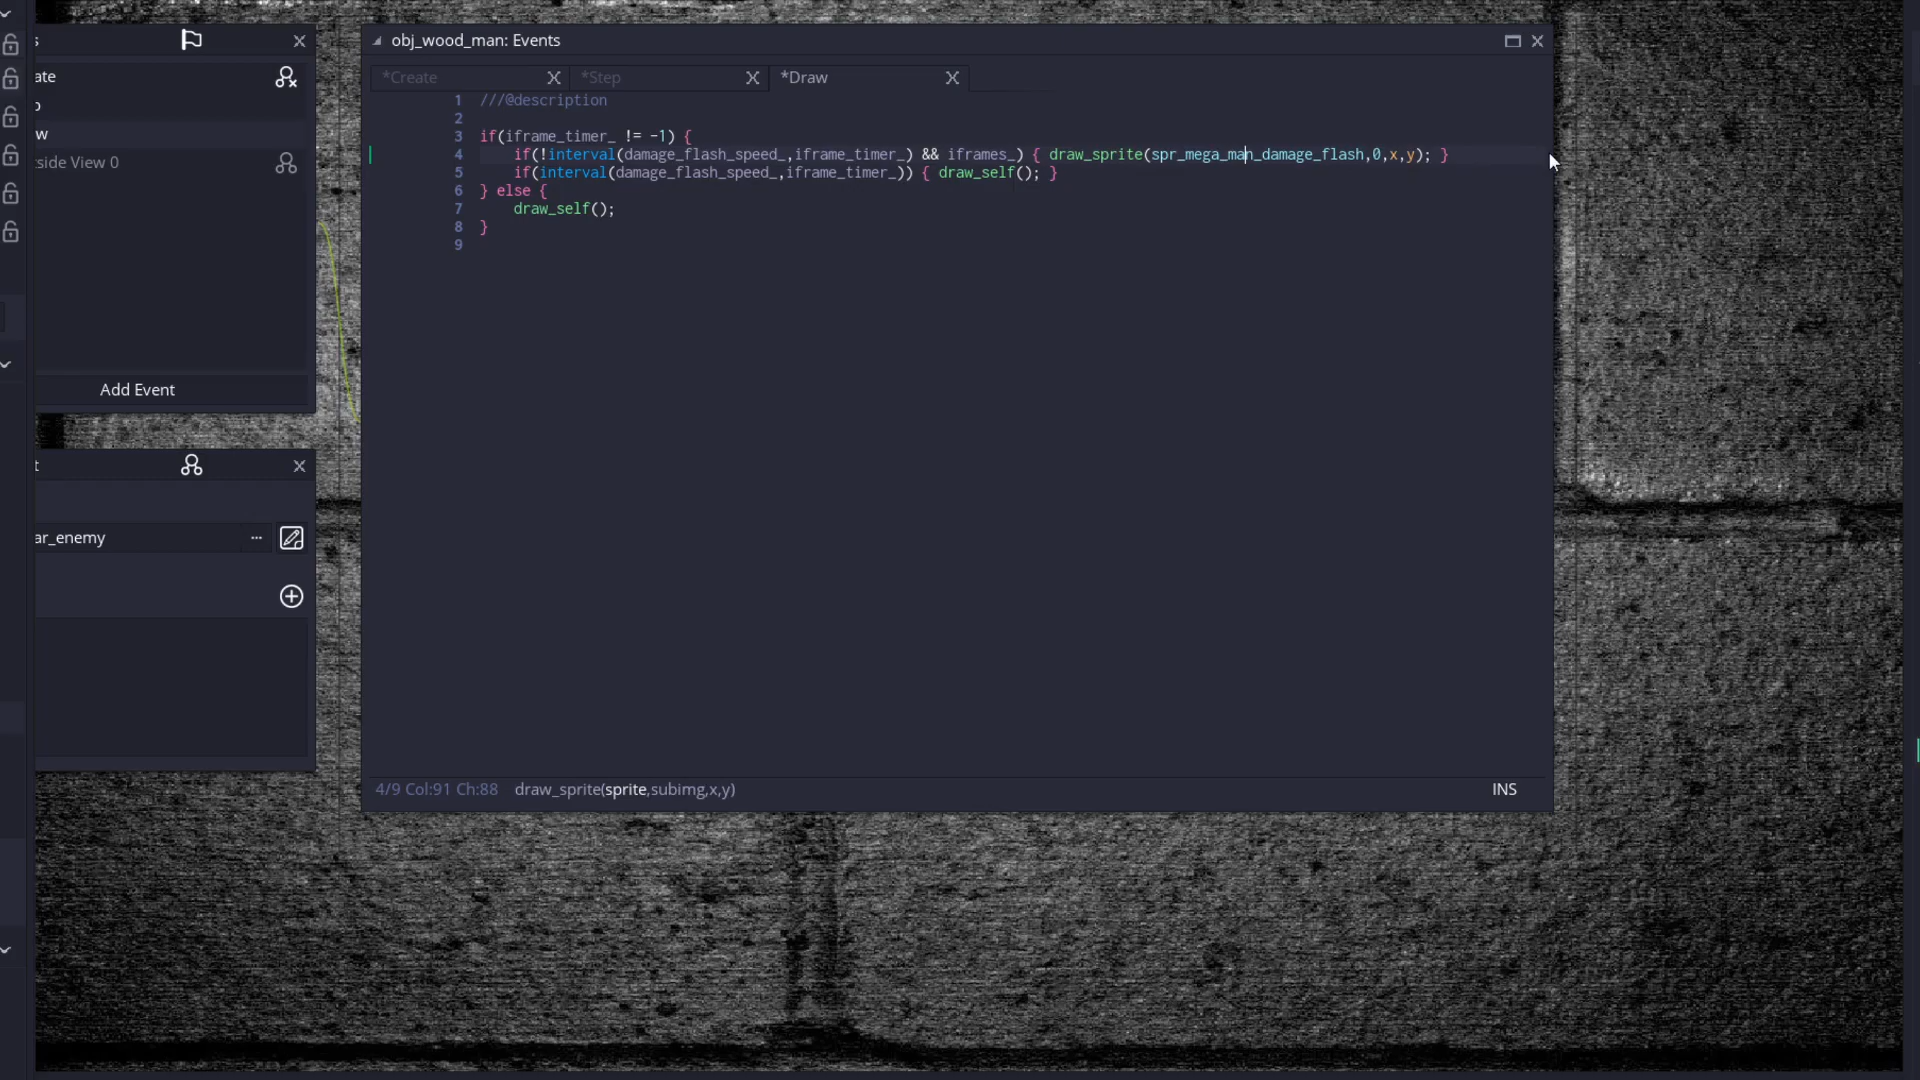 s
ate
p
w
tside View 0
Add Event
t
ar_enemy
...
obj_wood_man: Events
*Create
*Step
*Draw
1 ///@description
2
3 if(iframe_timer_ != -1) {
4 if(!interval(damage_flash_speed_,iframe_timer_) && iframes_) { draw_sprite(spr_mega_man_damage_flash,0,x,y); }
5 if(interval(damage_flash_speed_,iframe_timer_)) { draw_self(); }
6 } else {
7 draw_self();
8 }
9
4/9 Col:91 Ch:88 draw_sprite(sprite,subimg,x,y)
INS